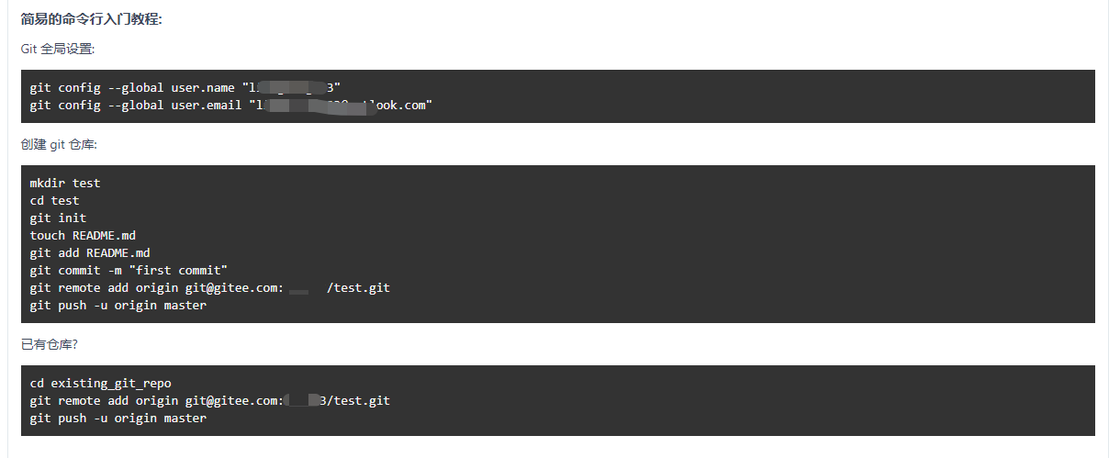 简易的命令行入门教程:
Git 全局设置:
git config --global user.name "l 3"
git config --global user.email "l look.com"
创建 git 仓库:
mkdir test
cd test
git init
touch README.md
git add README.md
git commit -m "first commit"
git remote add origin git@gitee.com: /test.git
git push -u origin master
已有仓库?
cd existing_git_repo
git remote add origin git@gitee.com: 3/test.git
git push -u origin master